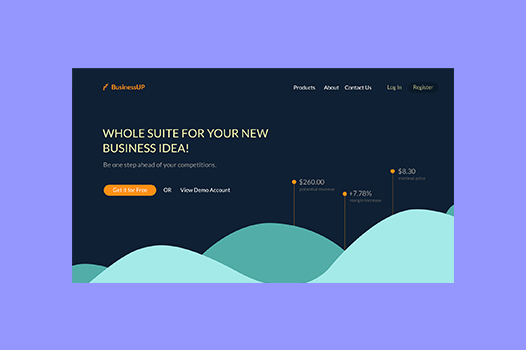 BusinessUP
Products About Contact Us Log In Register
WHOLE SUITE FOR YOUR NEW
BUSINESS IDEA!
Be one step ahead of your competitions.
Get it for Free OR View Demo Account
$260.00
potential revenue
+7.78%
margin increase
$8.30
minimal price